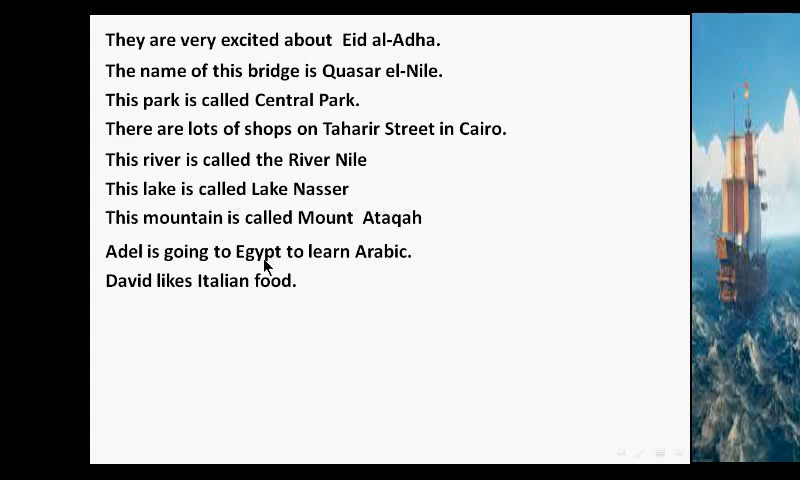 They are very excited about  Eid al-Adha.
The name of this bridge is Quasar el-Nile.
This park is called Central Park.
There are lots of shops on Taharir Street in Cairo.
This river is called the River Nile
This lake is called Lake Nasser
This mountain is called Mount  Ataqah
Adel is going to Egypt to learn Arabic.
David likes Italian food.